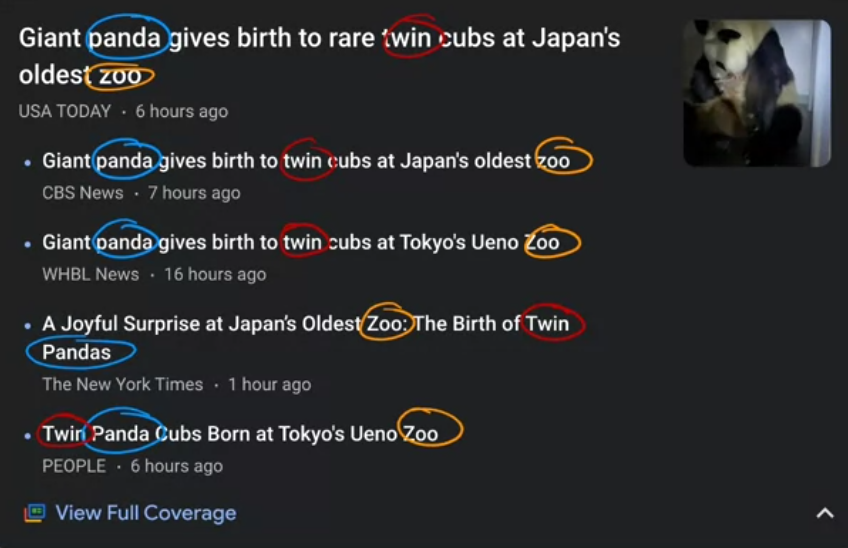 Giant panda gives birth to rare twin cubs at Japan's
oldest zoo
USA TODAY · 6 hours ago
• Giant panda gives birth to twin cubs at Japan's oldest zoo
CBS News · 7 hours ago
• Giant panda gives birth to twin cubs at Tokyo's Ueno Zoo
WHBL News · 16 hours ago
• A Joyful Surprise at Japan's Oldest Zoo: The Birth of Twin
Pandas
The New York Times · 1 hour ago
• Twin Panda Cubs Born at Tokyo's Ueno Zoo
PEOPLE · 6 hours ago
View Full Coverage